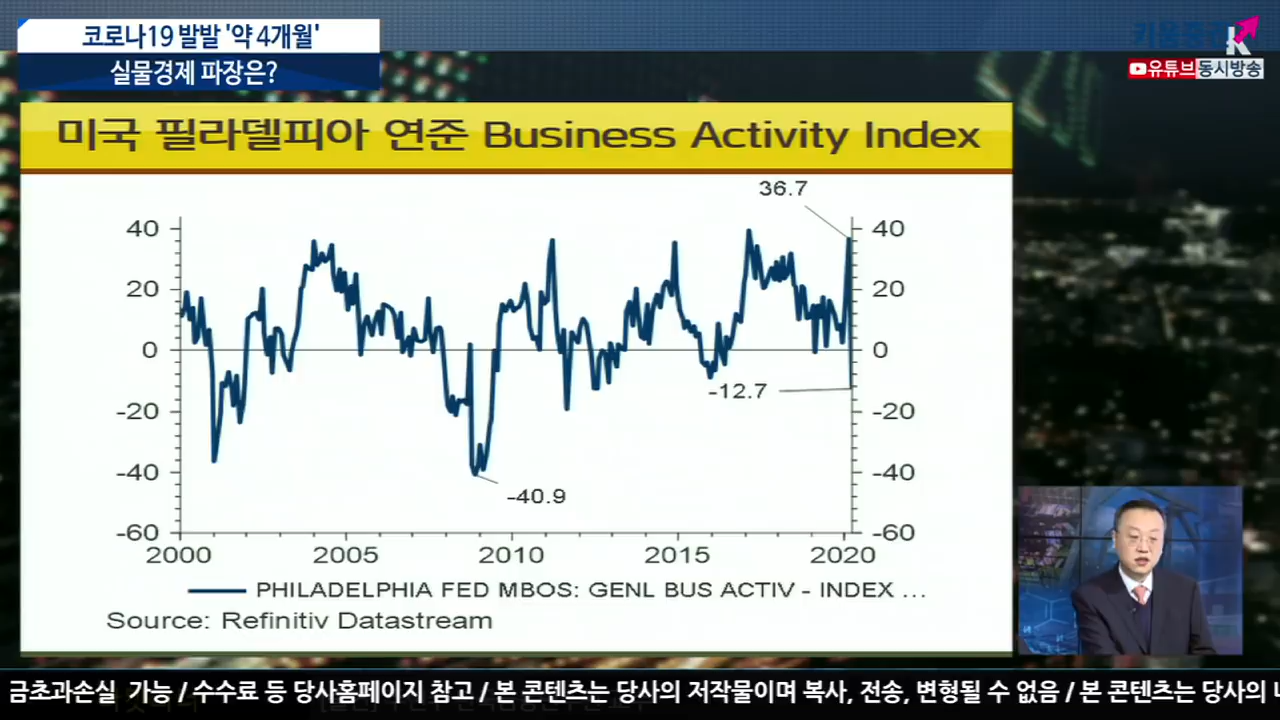 코로나19 발발 '약 4개월'
실물경제 파장은?
키움증권
유튜브 동시방송
미국 필라델피아 연준 Business Activity Index
36.7
40
20
0
-20
-40
-60
40
20
0
-20
-40
-60
-12.7
-40.9
2000
2005
2010
2015
2020
PHILADELPHIA FED MBOS: GENL BUS ACTIV - INDEX ...
Source: Refinitiv Datastream
금초과손실 가능 / 수수료 등 당사홈페이지 참고 / 본 콘텐츠는 당사의 저작물이며 복사, 전송, 변형될 수 없음 / 본 콘텐츠는 당사의